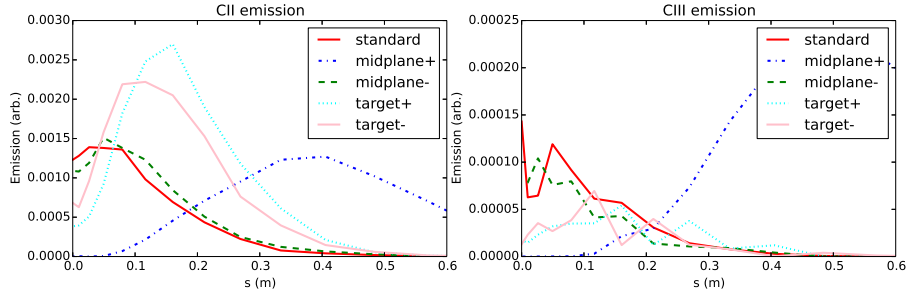 CII emission
0.0030
0.0025
0.0020
0.0015
0.0010
0.0005
0.0000
Emission (arb.)
standard
midplane+
midplane-
target+
target-
0.0 0.1 0.2 0.3 0.4 0.5 0.6
s (m)
CIII emission
0.00025
0.00020
0.00015
0.00010
0.00005
0.00000
Emission (arb.)
standard
midplane+
midplane-
target+
target-
0.0 0.1 0.2 0.3 0.4 0.5 0.6
s (m)